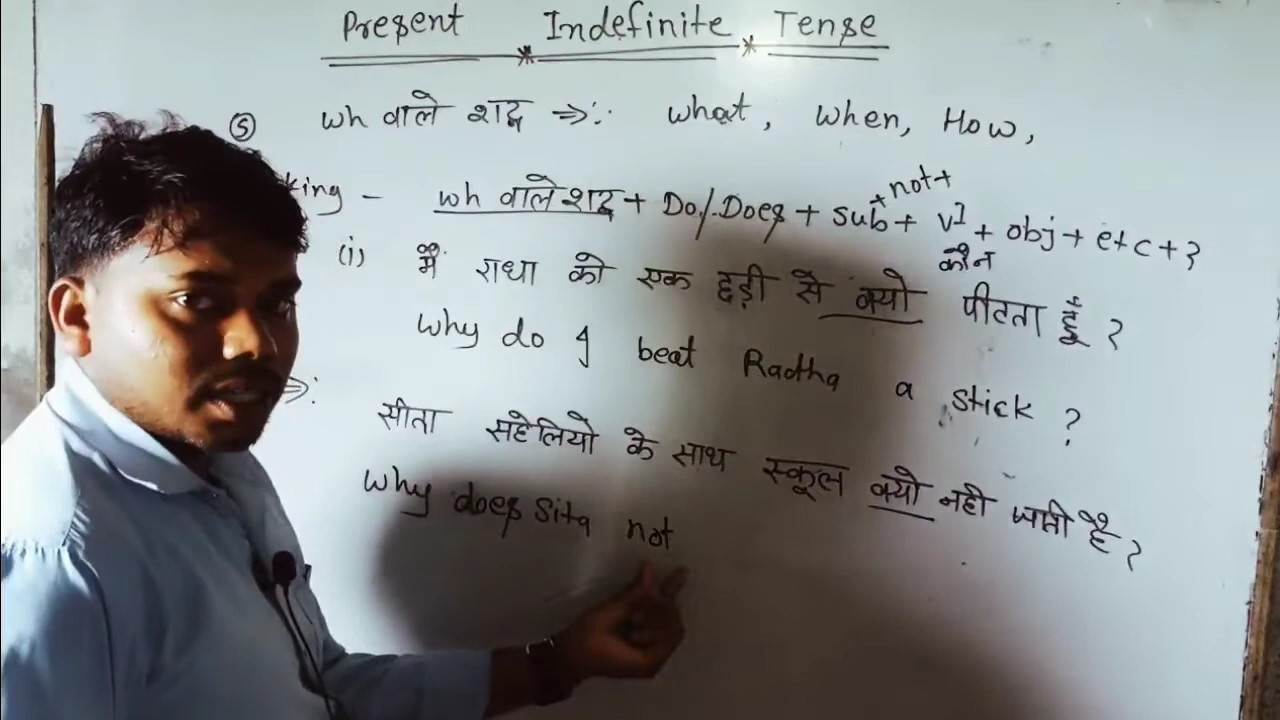 Present Indefinite Tense
⑤ wh वाले शब्द ⇒:· what, when, How,
king – wh वाले शब्द + Do/Does + sub + not + v1 + obj + etc + ?
कौन
(i) मैं राधा को एक छड़ी से क्यो पीटता हूँ ?
why do I beat Radha a stick ?
⇒: सीता सहेलियो के साथ स्कूल क्यो नही जाती है ?
why does Sita not